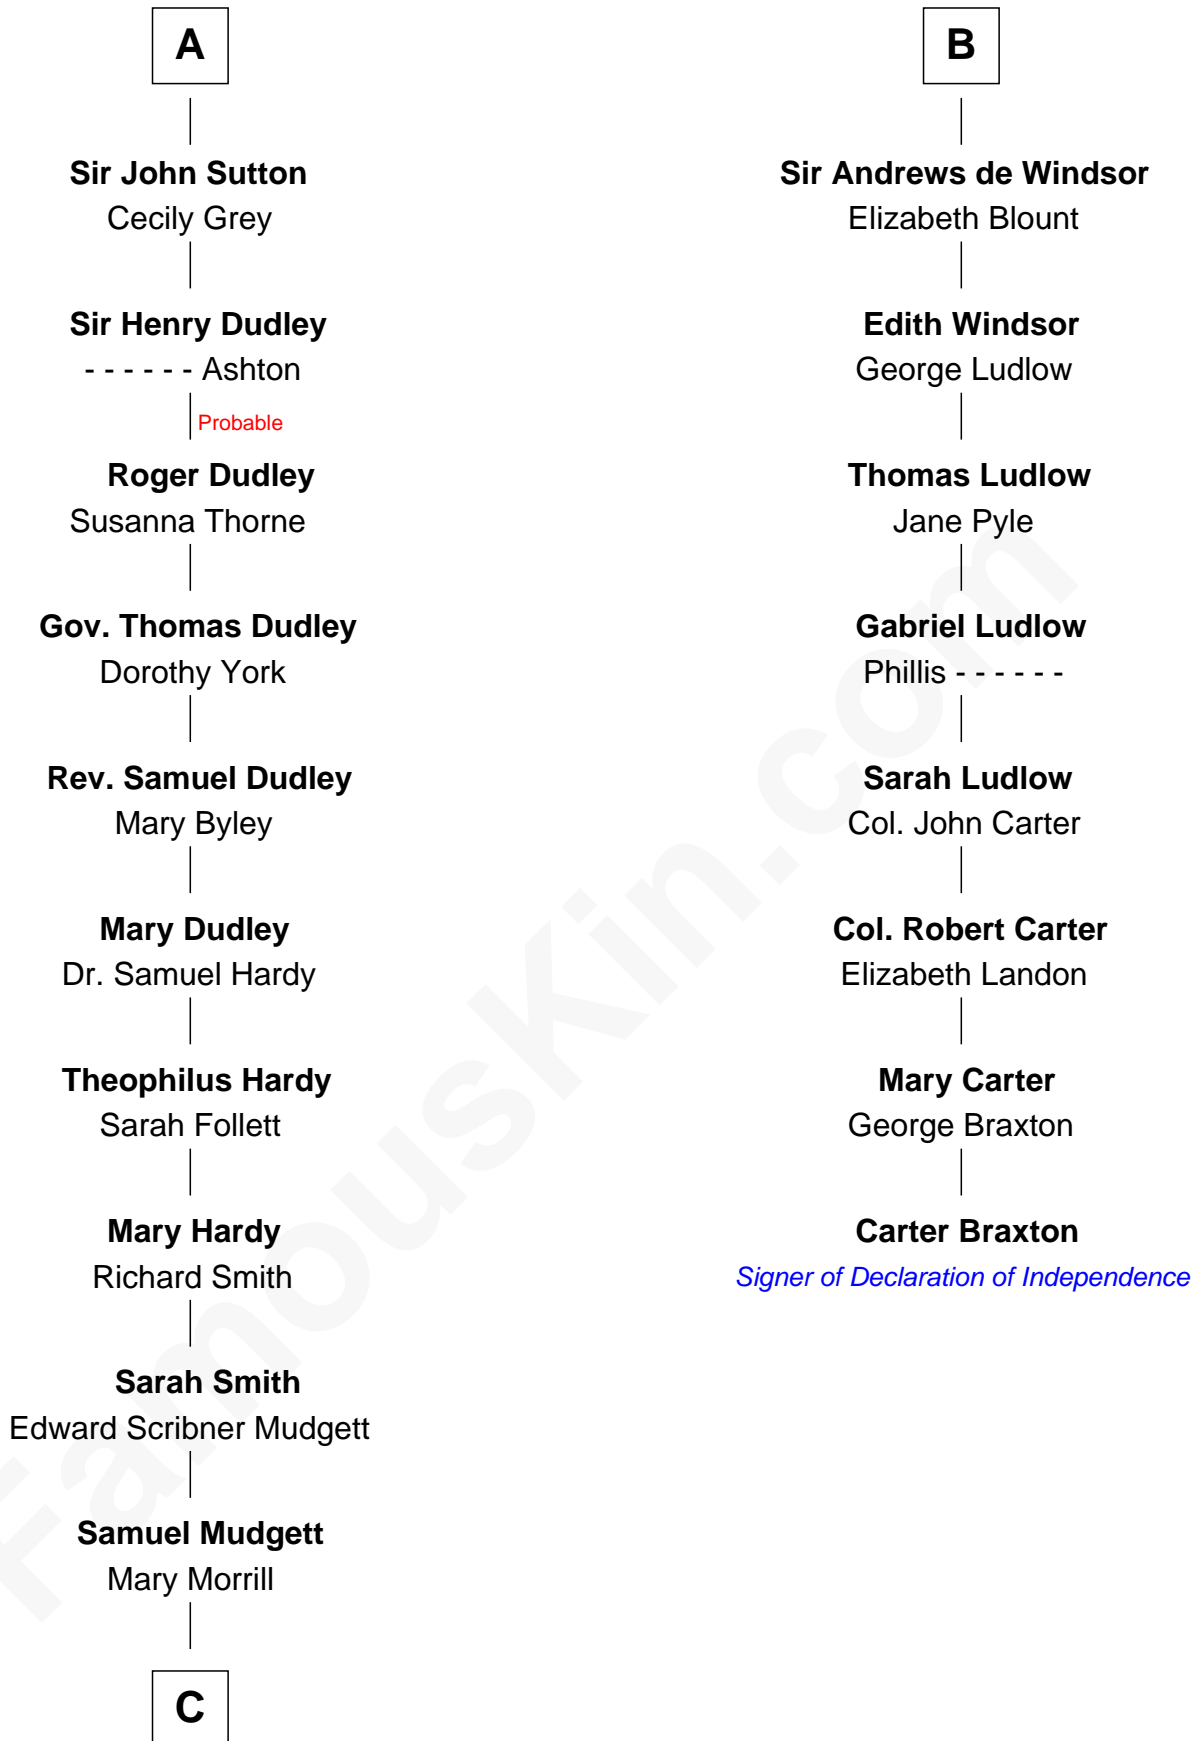 A
Sir John Sutton
Cecily Grey
Sir Henry Dudley
- - - - - - Ashton
Probable
Roger Dudley
Susanna Thorne
Gov. Thomas Dudley
Dorothy York
Rev. Samuel Dudley
Mary Byley
Mary Dudley
Dr. Samuel Hardy
Theophilus Hardy
Sarah Follett
Mary Hardy
Richard Smith
Sarah Smith
Edward Scribner Mudgett
Samuel Mudgett
Mary Morrill
C
B
Sir Andrews de Windsor
Elizabeth Blount
Edith Windsor
George Ludlow
Thomas Ludlow
Jane Pyle
Gabriel Ludlow
Phillis - - - - - -
Sarah Ludlow
Col. John Carter
Col. Robert Carter
Elizabeth Landon
Mary Carter
George Braxton
Carter Braxton
Signer of Declaration of Independence
FamousKin.com